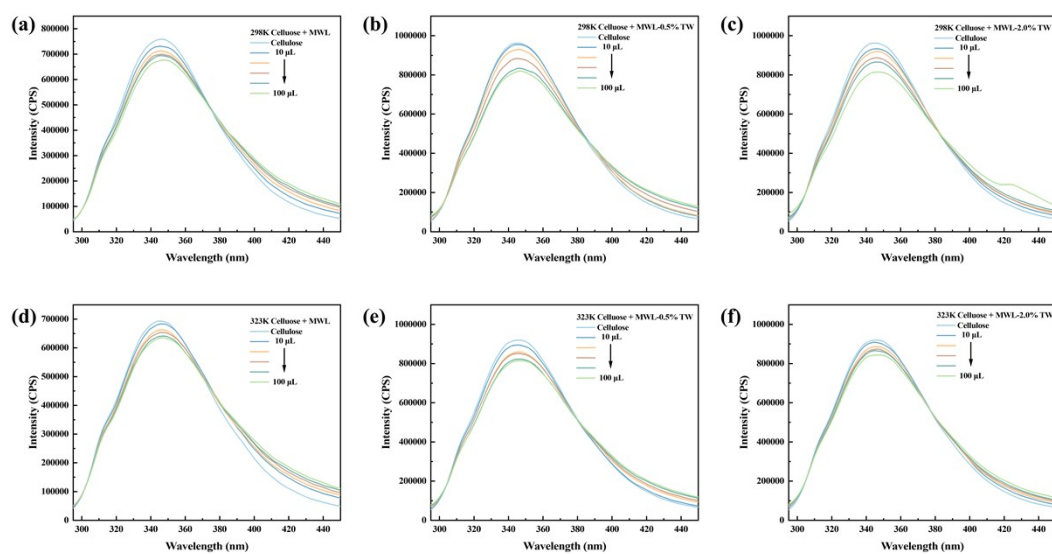 (a)
298K Celluose + MWL
Cellulose
10 μL
100 μL
Intensity (CPS)
800000
700000
600000
500000
400000
300000
200000
100000
0
300 320 340 360 380 400 420 440
Wavelength (nm)
(b)
298K Celluose + MWL-0.5% TW
Cellulose
10 μL
100 μL
Intensity (CPS)
1000000
800000
600000
400000
200000
0
300 320 340 360 380 400 420 440
Wavelength (nm)
(c)
298K Celluose + MWL-2.0% TW
Cellulose
10 μL
100 μL
Intensity (CPS)
1000000
800000
600000
400000
200000
0
300 320 340 360 380 400 420 440
Wavelength (nm)
(d)
323K Celluose + MWL
Cellulose
10 μL
100 μL
Intensity (CPS)
700000
600000
500000
400000
300000
200000
100000
0
300 320 340 360 380 400 420 440
Wavelength (nm)
(e)
323K Celluose + MWL-0.5% TW
Cellulose
10 μL
100 μL
Intensity (CPS)
1000000
800000
600000
400000
200000
0
300 320 340 360 380 400 420 440
Wavelength (nm)
(f)
323K Celluose + MWL-2.0% TW
Cellulose
10 μL
100 μL
Intensity (CPS)
1000000
800000
600000
400000
200000
0
300 320 340 360 380 400 420 440
Wavelength (nm)